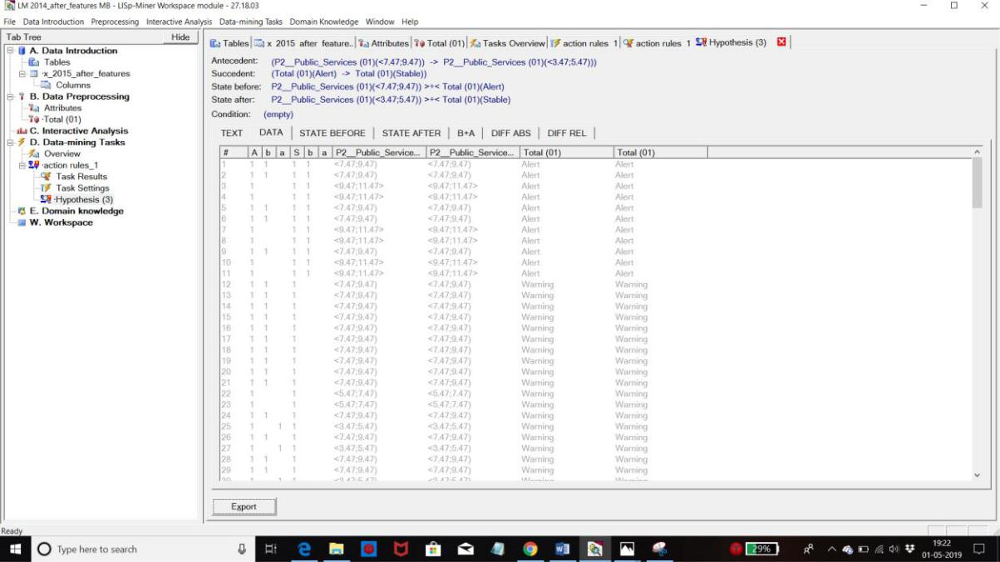 LM 2014_after_features MB - LISp-Miner Workspace module - 27.18.03
File Data Introduction Preprocessing Interactive Analysis Data-mining Tasks Domain Knowledge Window Help
Tab Tree Hide
A. Data Introduction
Tables
x_2015_after_features
Columns
B. Data Preprocessing
Attributes
Total (01)
C. Interactive Analysis
D. Data-mining Tasks
Overview
action rules_1
Task Results
Task Settings
Hypothesis (3)
E. Domain knowledge
W. Workspace
Tables x 2015 after feature.. Attributes Total (01) Tasks Overview action rules 1 action rules 1 Hypothesis (3)
Antecedent: (P2__Public_Services (01)(<7.47;9.47)) -> P2__Public_Services (01)(<3.47;5.47)))
Succedent: (Total (01)(Alert) -> Total (01)(Stable))
State before: P2__Public_Services (01)(<7.47;9.47)) >÷< Total (01)(Alert)
State after: P2__Public_Services (01)(<3.47;5.47)) >÷< Total (01)(Stable)
Condition: (empty)
TEXT DATA STATE BEFORE STATE AFTER B+A DIFF ABS DIFF REL
# A b a S b a P2__Public_Service... P2__Public_Service... Total (01) Total (01)
1 1 1 1 1 <7.47;9.47) <7.47;9.47) Alert Alert
2 1 1 1 1 <7.47;9.47) <7.47;9.47) Alert Alert
3 1 1 1 <9.47;11.47> <9.47;11.47> Alert Alert
4 1 1 1 <9.47;11.47> <9.47;11.47> Alert Alert
5 1 1 1 1 <7.47;9.47) <7.47;9.47) Alert Alert
6 1 1 1 1 <7.47;9.47) <7.47;9.47) Alert Alert
7 1 1 1 <9.47;11.47> <9.47;11.47> Alert Alert
8 1 1 1 <9.47;11.47> <9.47;11.47> Alert Alert
9 1 1 1 1 <7.47;9.47) <7.47;9.47) Alert Alert
10 1 1 1 <9.47;11.47> <9.47;11.47> Alert Alert
11 1 1 1 <9.47;11.47> <9.47;11.47> Alert Alert
12 1 1 1 <7.47;9.47) <7.47;9.47) Warning Warning
13 1 1 1 <7.47;9.47) <7.47;9.47) Warning Warning
14 1 1 1 <7.47;9.47) <7.47;9.47) Warning Warning
15 1 1 1 <7.47;9.47) <7.47;9.47) Warning Warning
16 1 1 1 <7.47;9.47) <7.47;9.47) Warning Warning
17 1 1 1 <7.47;9.47) <7.47;9.47) Warning Warning
18 1 1 1 <7.47;9.47) <7.47;9.47) Warning Warning
19 1 1 1 <7.47;9.47) <7.47;9.47) Warning Warning
20 1 1 1 <7.47;9.47) <7.47;9.47) Warning Warning
21 1 1 1 <7.47;9.47) <7.47;9.47) Warning Warning
22 1 1 <5.47;7.47) <5.47;7.47) Warning Warning
23 1 1 <5.47;7.47) <5.47;7.47) Warning Warning
24 1 1 1 <7.47;9.47) <7.47;9.47) Warning Warning
25 1 1 1 <3.47;5.47) <3.47;5.47) Warning Warning
26 1 1 1 <7.47;9.47) <7.47;9.47) Warning Warning
27 1 1 1 <3.47;5.47) <3.47;5.47) Warning Warning
28 1 1 1 <7.47;9.47) <7.47;9.47) Warning Warning
29 1 1 1 <7.47;9.47) <7.47;9.47) Warning Warning
30 1 1 1 <3.47;5.47) <3.47;5.47) Warning Warning
Export
Ready
Type here to search
29%
19:22
01-05-2019